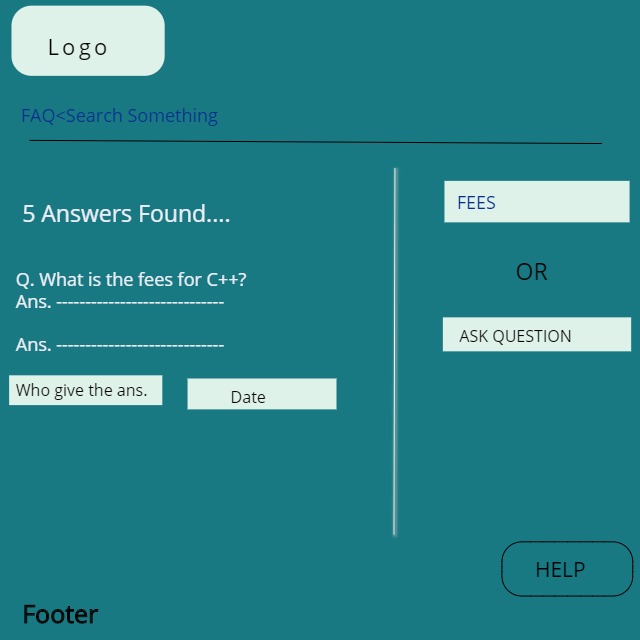 Logo
FAQ<Search Something
5 Answers Found....
Q. What is the fees for C++?
Ans. -----------------------------
Ans. -----------------------------
Who give the ans.
Date
FEES
OR
ASK QUESTION
HELP
Footer